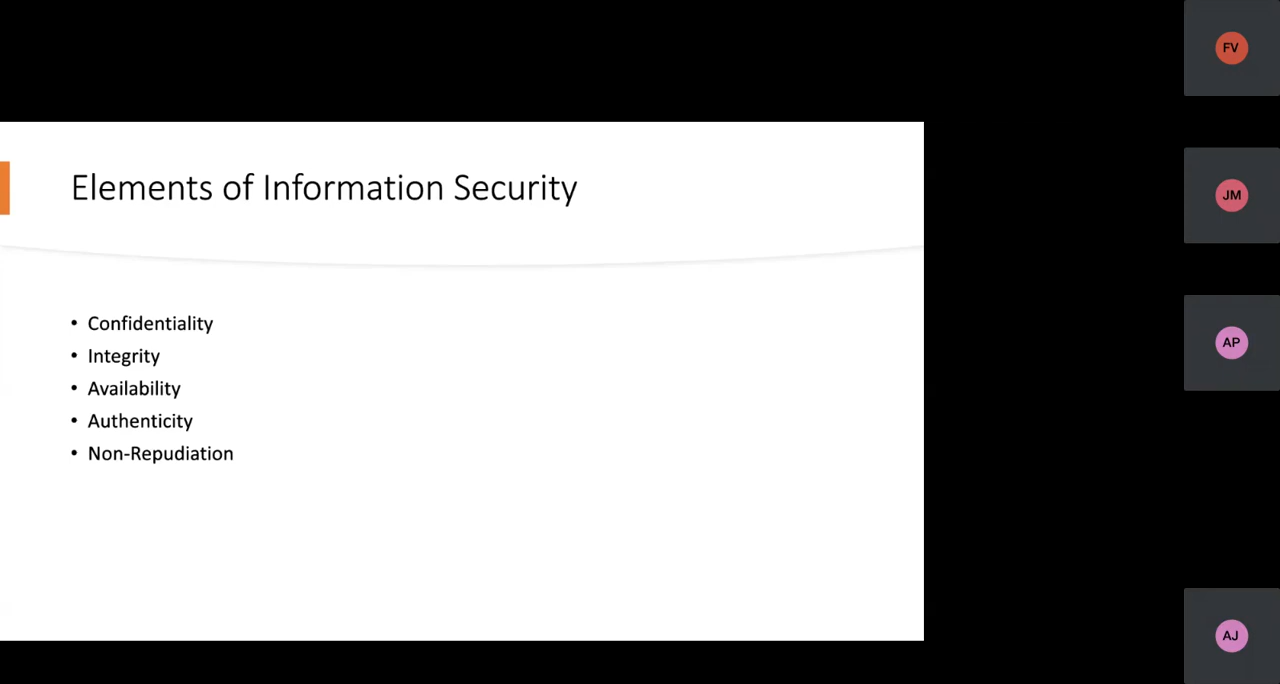 Elements of Information Security
• Confidentiality
• Integrity
• Availability
• Authenticity
• Non-Repudiation
FV
JM
AP
AJ